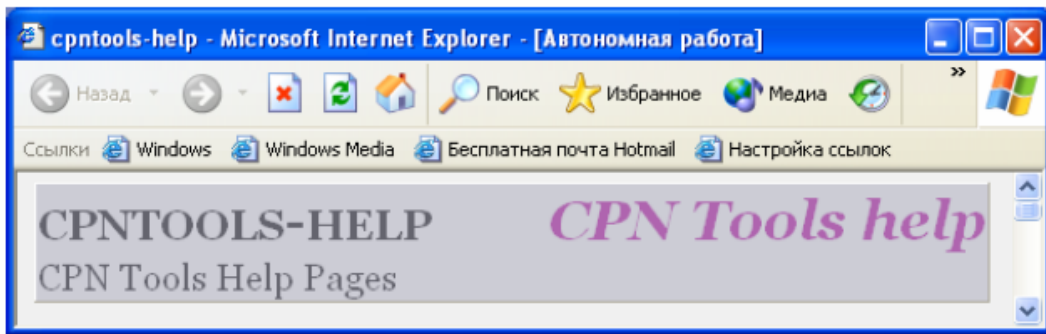 cpntools-help - Microsoft Internet Explorer - [Автономная работа]
Назад Поиск Избранное Медиа »
Ссылки Windows Windows Media Бесплатная почта Hotmail Настройка ссылок
CPNTOOLS-HELP CPN Tools help
CPN Tools Help Pages